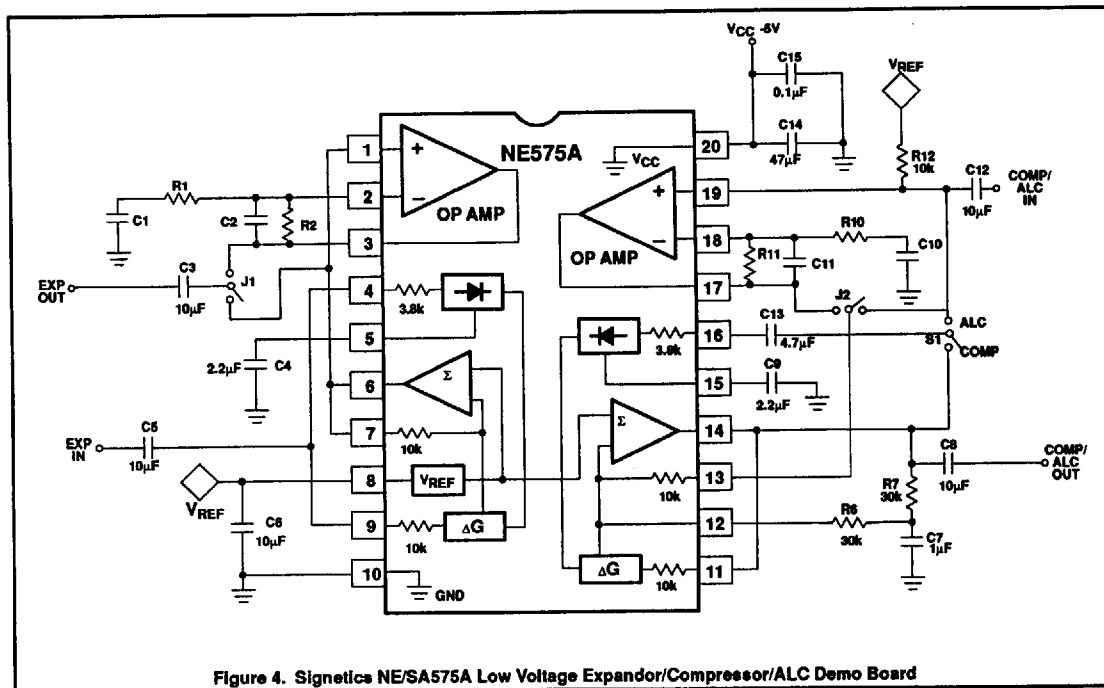 VCC -5V
C15
0.1µF
C14
47µF
VREF
R12
10k
C12
10µF
COMP/
ALC
IN
NE575A
1
+
2
−
OP AMP
3
4
3.8k
5
6
Σ
7
10k
8
VREF
9
10k
ΔG
10
GND
R1
C1
C2
R2
C3
10µF
J1
EXP
OUT
2.2µF
C4
EXP
IN
C5
10µF
VREF
C6
10µF
20
VCC
19
+
18
−
OP AMP
17
16
3.8k
15
14
Σ
13
10k
12
11
10k
ΔG
R10
R11
C11
C10
J2
C13
4.7µF
ALC
S1
COMP
C9
2.2µF
C8
10µF
COMP/
ALC
OUT
R7
30k
R6
30k
C7
1µF
Figure 4. Signetics NE/SA575A Low Voltage Expandor/Compressor/ALC Demo Board